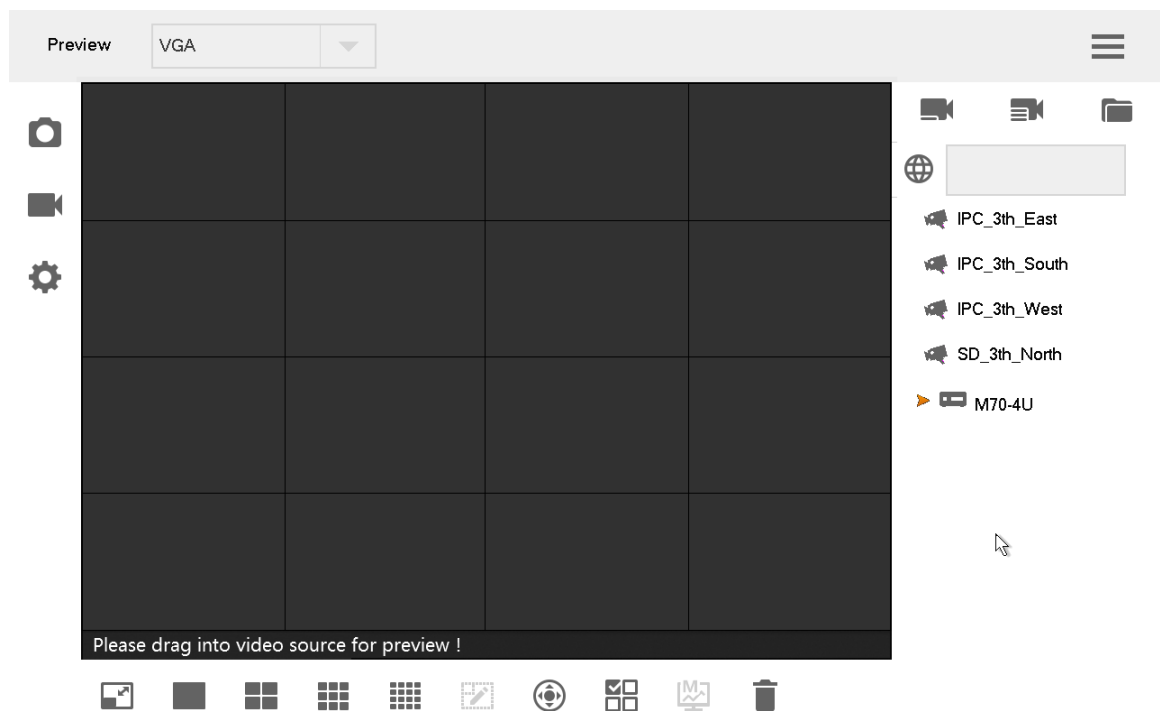 Preview
VGA
IPC_3th_East
IPC_3th_South
IPC_3th_West
SD_3th_North
M70-4U
Please drag into video source for preview !
M